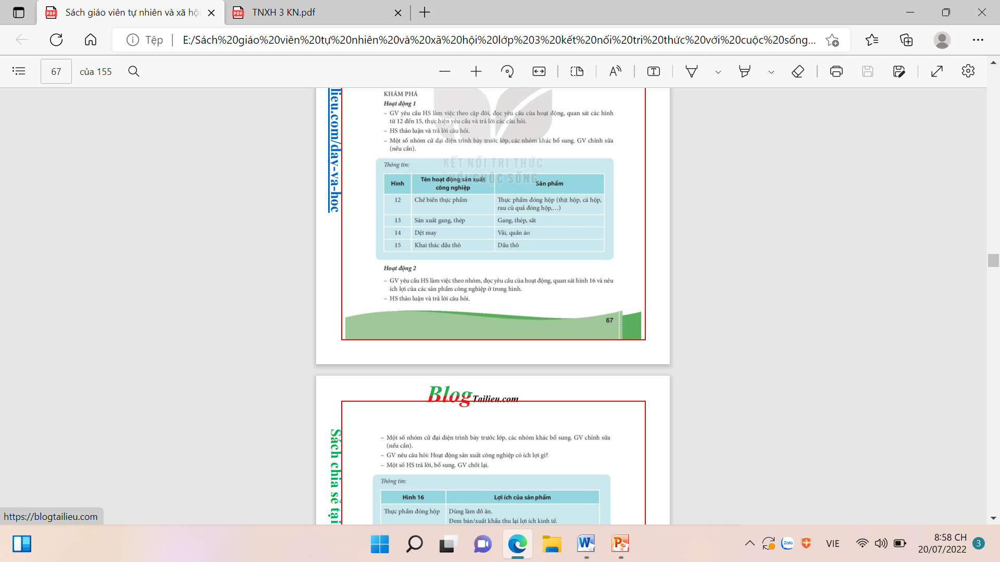 Sách giáo viên tự nhiên và xã hội
TNXH 3 KN.pdf
Tệp
E:/Sách%20giáo%20viên%20tự%20nhiên%20và%20xã%20hội%20lớp%203%20kết%20nối%20tri%20thức%20với%20cuộc%20sống...
67
của 155
lieu.com/day-va-hoc
KHÁM PHÁ
Hoạt động 1
– GV yêu cầu HS làm việc theo cặp đôi, đọc yêu cầu của hoạt động, quan sát các hình
từ 12 đến 15, thực hiện yêu cầu và trả lời các câu hỏi.
– HS thảo luận và trả lời câu hỏi.
– Một số nhóm cử đại diện trình bày trước lớp, các nhóm khác bổ sung. GV chỉnh sửa
(nếu cần).
KẾT NỐI TRI THỨC
VỚI CUỘC SỐNG
Thông tin:
Hình
Tên hoạt động sản xuất
công nghiệp
Sản phẩm
12
Chế biến thực phẩm
Thực phẩm đóng hộp (thịt hộp, cá hộp,
rau củ quả đóng hộp,…)
13
Sản xuất gang, thép
Gang, thép, sắt
14
Dệt may
Vải, quần áo
15
Khai thác dầu thô
Dầu thô
Hoạt động 2
– GV yêu cầu HS làm việc theo nhóm, đọc yêu cầu của hoạt động, quan sát hình 16 và nêu
ích lợi của các sản phẩm công nghiệp ở trong hình.
– HS thảo luận và trả lời câu hỏi.
67
BlogTailieu.com
Sách chia sẻ tại
– Một số nhóm cử đại diện trình bày trước lớp, các nhóm khác bổ sung. GV chỉnh sửa
(nếu cần).
– GV nêu câu hỏi: Hoạt động sản xuất công nghiệp có ích lợi gì?
– Một số HS trả lời, bổ sung. GV chốt lại.
Thông tin:
Hình 16
Lợi ích của sản phẩm
Thực phẩm đóng hộp
Dùng làm đồ ăn.
Đem bán/xuất khẩu thu lại lợi ích kinh tế.
https://blogtailieu.com
Zalo
VIE
8:58 CH
20/07/2022
3